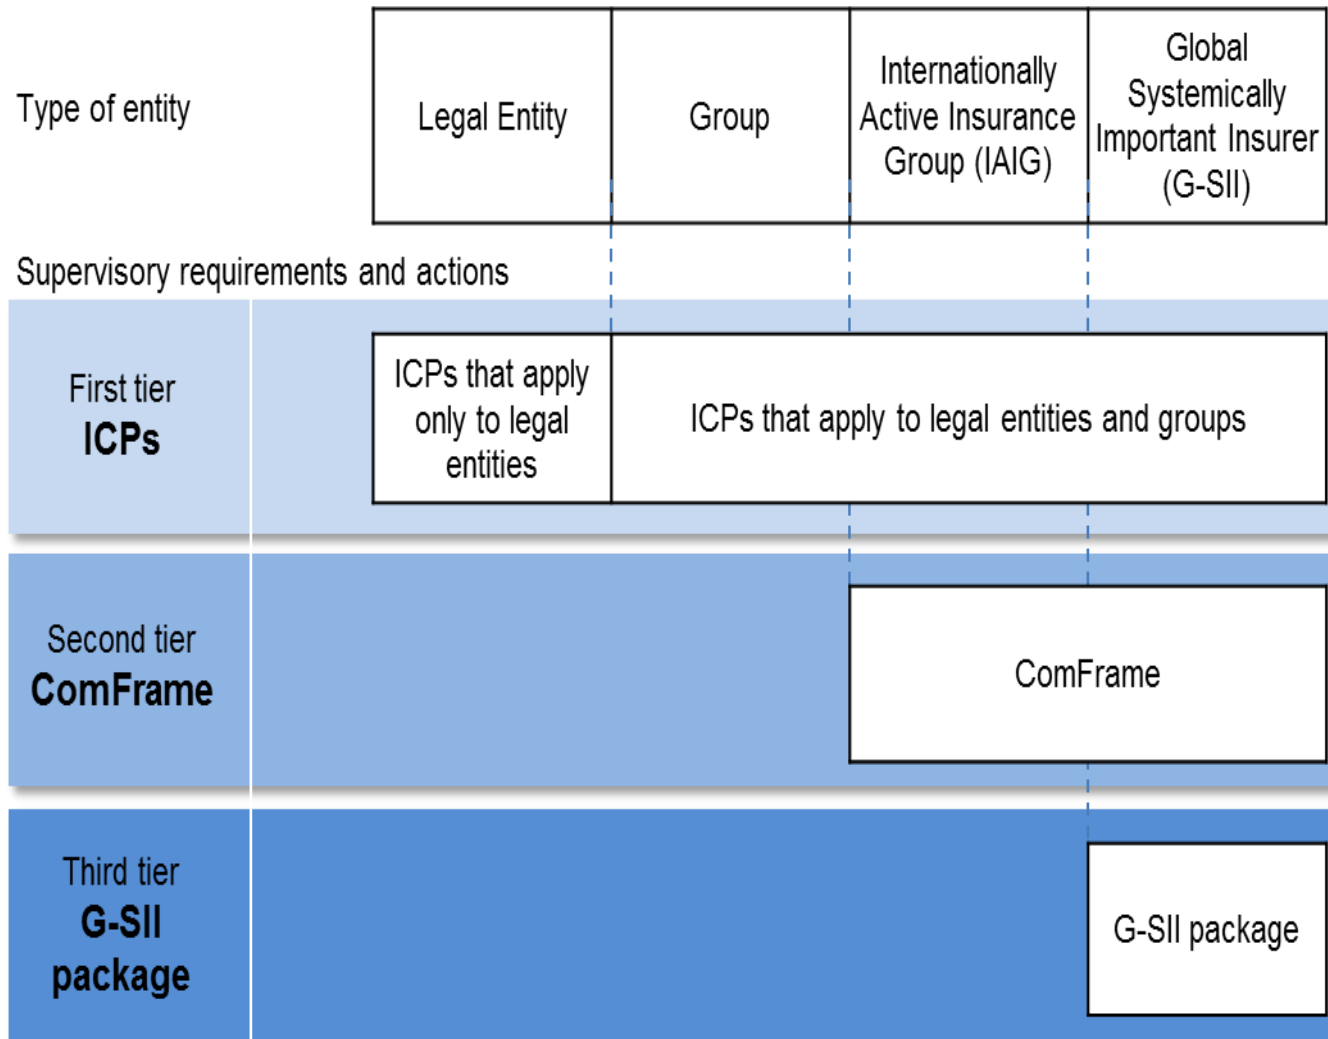 Type of entity
Legal Entity
Group
Internationally
Active Insurance
Group (IAIG)
Global
Systemically
Important Insurer
(G-SII)
Supervisory requirements and actions
First tier
ICPs
ICPs that apply
only to legal
entities
ICPs that apply to legal entities and groups
Second tier
ComFrame
ComFrame
Third tier
G-SII
package
G-SII package